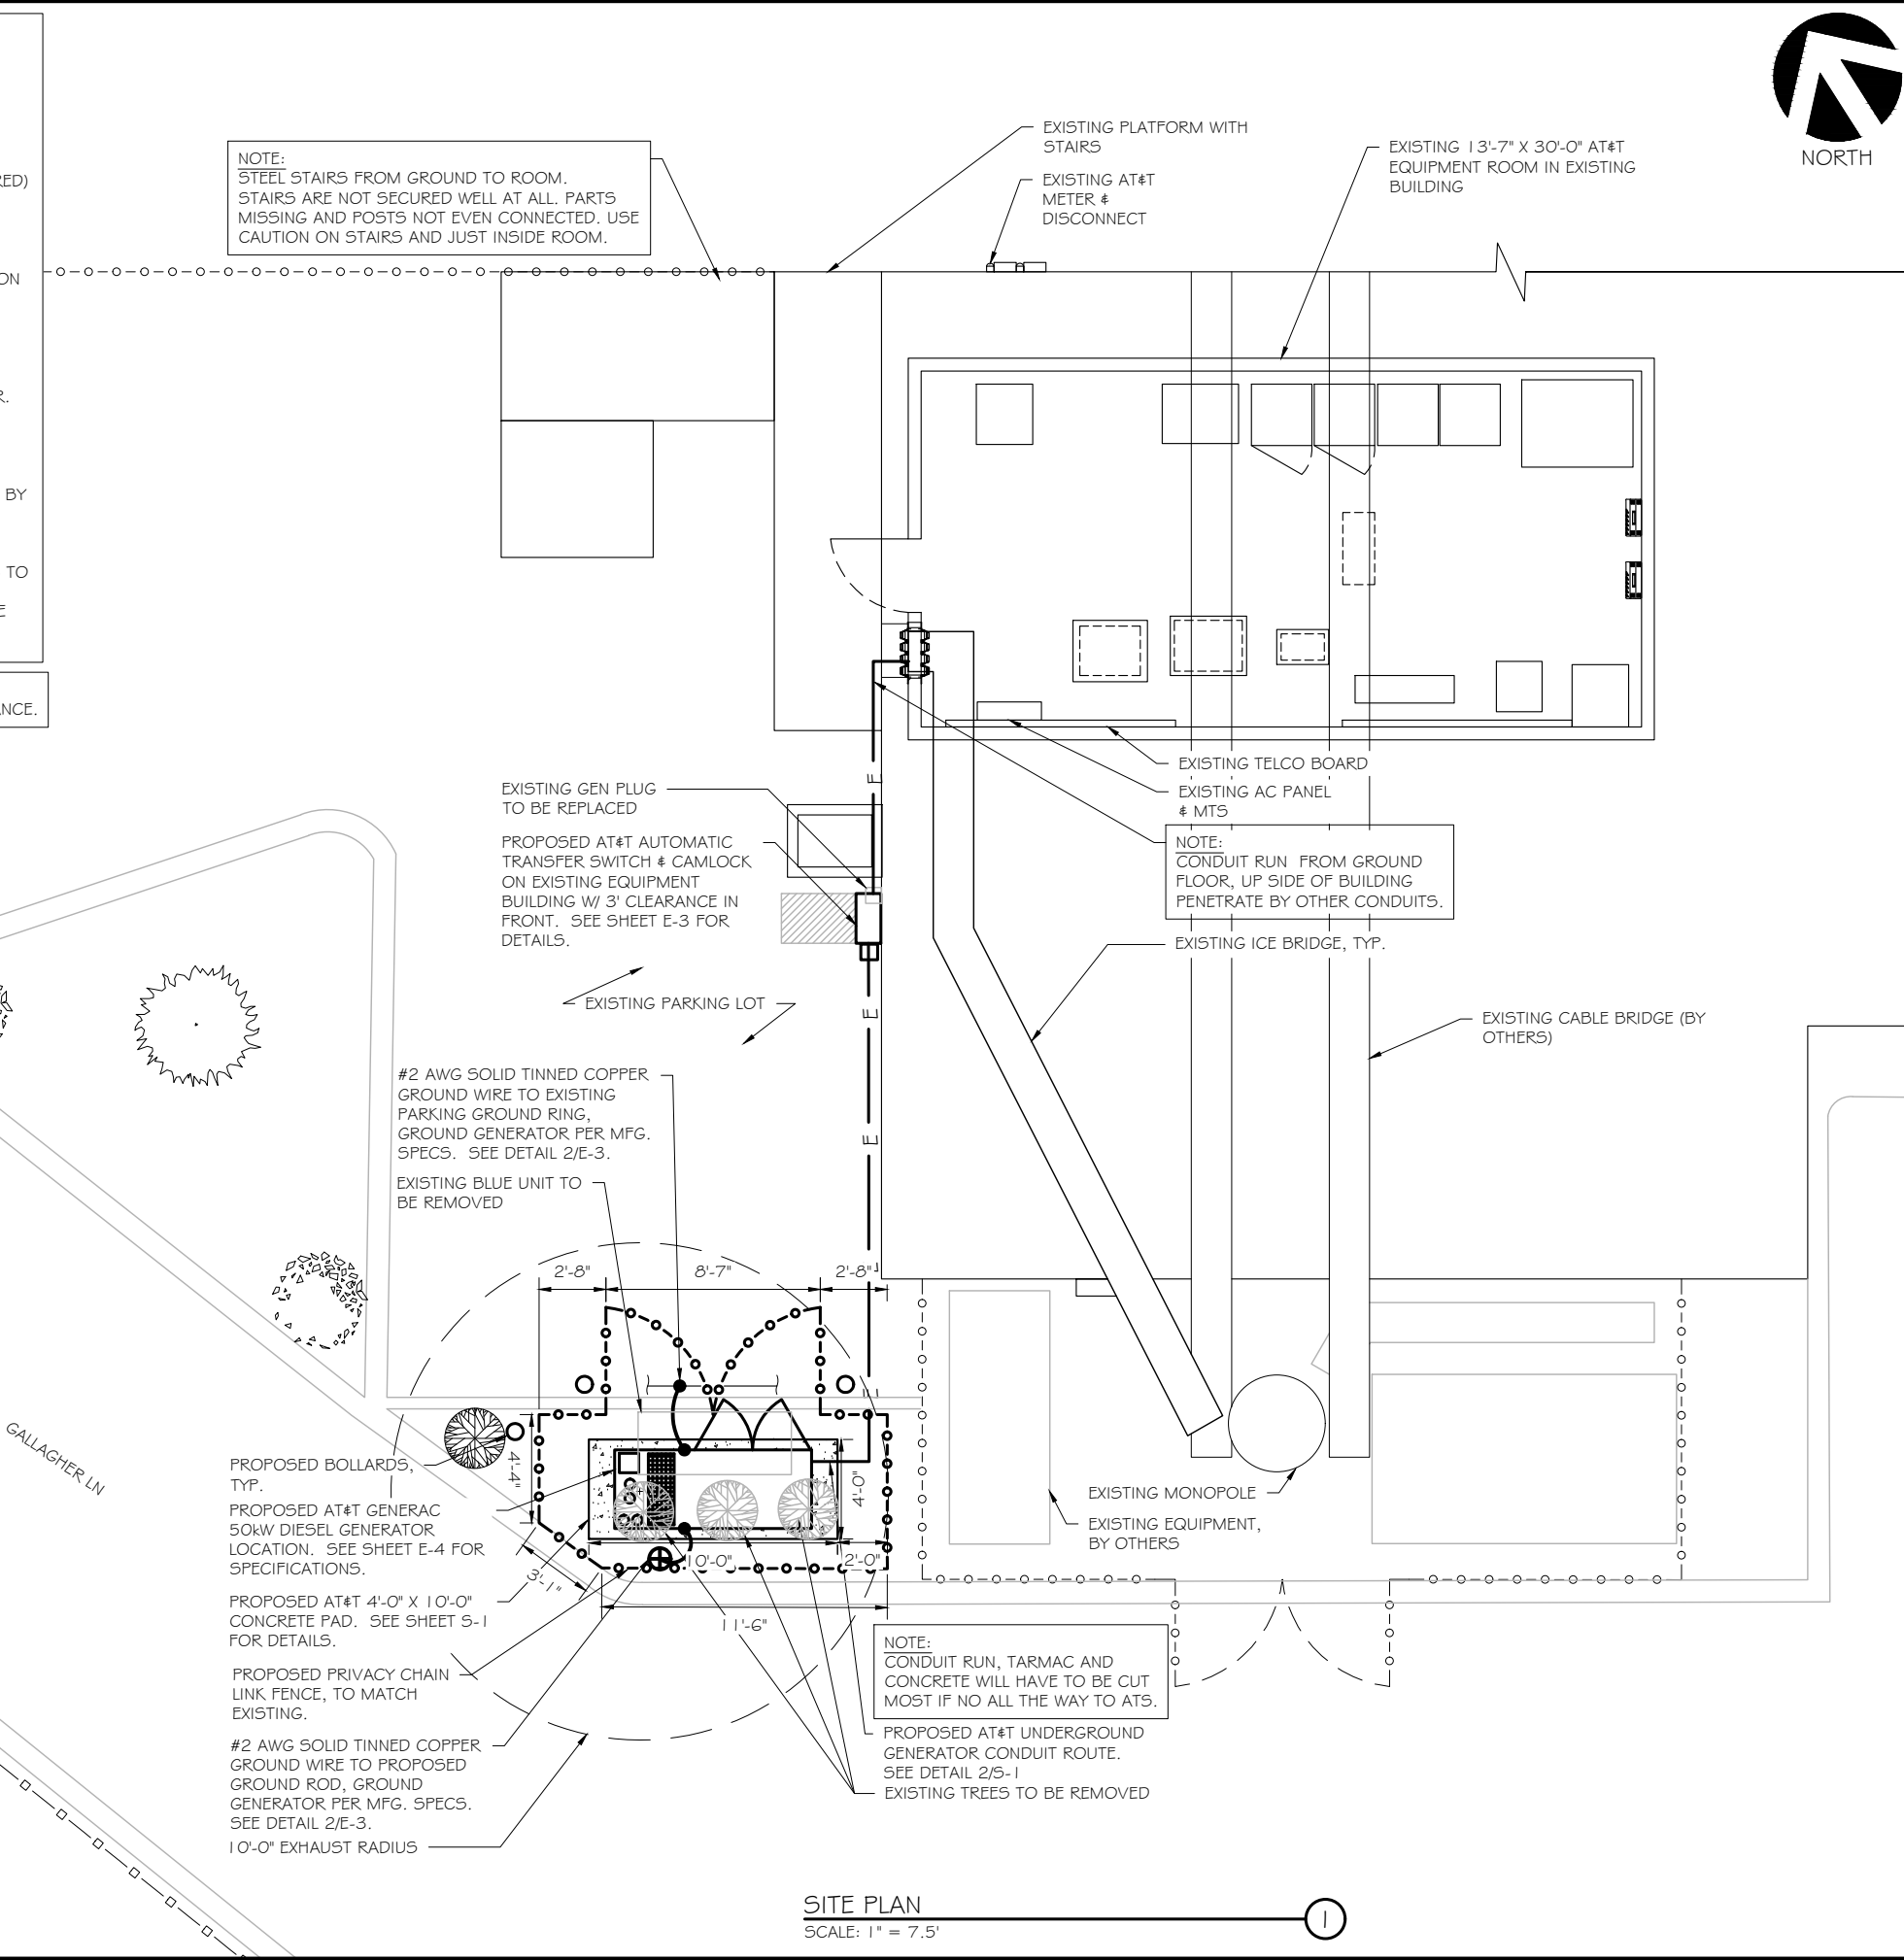 RED)
ON
R.
BY
TO
E
NCE.
NORTH
NOTE:
STEEL STAIRS FROM GROUND TO ROOM.
STAIRS ARE NOT SECURED WELL AT ALL. PARTS
MISSING AND POSTS NOT EVEN CONNECTED. USE
CAUTION ON STAIRS AND JUST INSIDE ROOM.
EXISTING PLATFORM WITH
STAIRS
EXISTING AT&T
METER &
DISCONNECT
EXISTING 13'-7" X 30'-0" AT&T
EQUIPMENT ROOM IN EXISTING
BUILDING
EXISTING TELCO BOARD
EXISTING AC PANEL
& MTS
NOTE:
CONDUIT RUN FROM GROUND
FLOOR, UP SIDE OF BUILDING
PENETRATE BY OTHER CONDUITS.
EXISTING GEN PLUG
TO BE REPLACED
PROPOSED AT&T AUTOMATIC
TRANSFER SWITCH & CAMLOCK
ON EXISTING EQUIPMENT
BUILDING W/ 3' CLEARANCE IN
FRONT. SEE SHEET E-3 FOR
DETAILS.
EXISTING ICE BRIDGE, TYP.
EXISTING PARKING LOT
EXISTING CABLE BRIDGE (BY
OTHERS)
E
E
E
#2 AWG SOLID TINNED COPPER
GROUND WIRE TO EXISTING
PARKING GROUND RING,
GROUND GENERATOR PER MFG.
SPECS. SEE DETAIL 2/E-3.
EXISTING BLUE UNIT TO
BE REMOVED
2'-8"
8'-7"
2'-8"
GALLAGHER LN
4'-4"
4'-0"
10'-0"
2'-0"
3'-1"
11'-6"
PROPOSED BOLLARDS,
TYP.
PROPOSED AT&T GENERAC
50kW DIESEL GENERATOR
LOCATION. SEE SHEET E-4 FOR
SPECIFICATIONS.
PROPOSED AT&T 4'-0" X 10'-0"
CONCRETE PAD. SEE SHEET S-1
FOR DETAILS.
PROPOSED PRIVACY CHAIN
LINK FENCE, TO MATCH
EXISTING.
#2 AWG SOLID TINNED COPPER
GROUND WIRE TO PROPOSED
GROUND ROD, GROUND
GENERATOR PER MFG. SPECS.
SEE DETAIL 2/E-3.
10'-0" EXHAUST RADIUS
EXISTING MONOPOLE
EXISTING EQUIPMENT,
BY OTHERS
NOTE:
CONDUIT RUN, TARMAC AND
CONCRETE WILL HAVE TO BE CUT
MOST IF NO ALL THE WAY TO ATS.
PROPOSED AT&T UNDERGROUND
GENERATOR CONDUIT ROUTE.
SEE DETAIL 2/S-1
EXISTING TREES TO BE REMOVED
SITE PLAN
SCALE: 1" = 7.5'
1